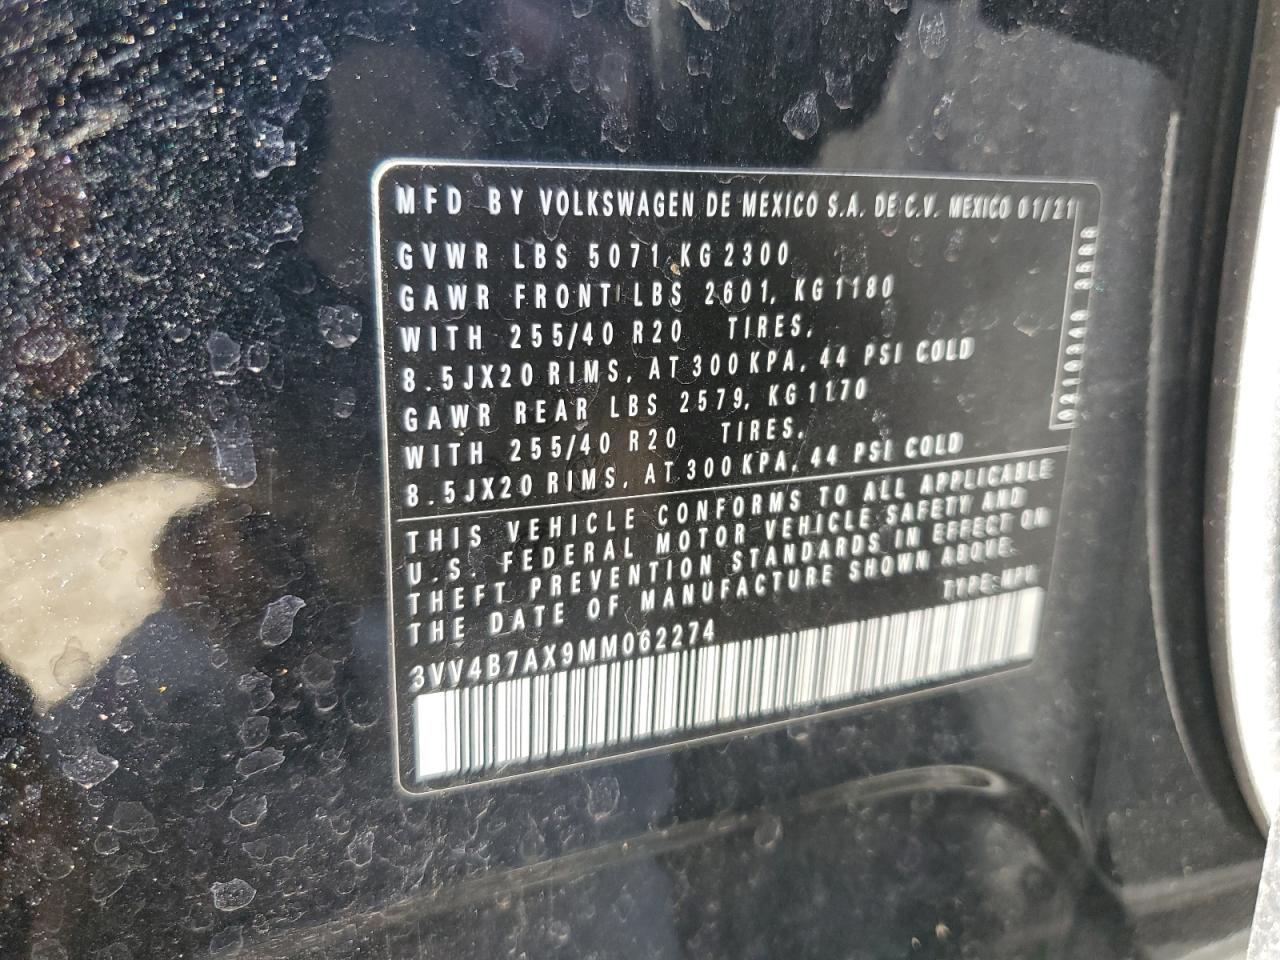 MFD BY VOLKSWAGEN DE MEXICO S.A. DE C.V. MEXICO 01/21
GVWR LBS 5071 KG 2300
GAWR FRONT LBS 2601, KG 1180
WITH 255/40 R20 TIRES,
8.5JX20 RIMS, AT 300 KPA, 44 PSI COLD
GAWR REAR LBS 2579, KG 1170
WITH 255/40 R20 TIRES,
8.5JX20 RIMS, AT 300 KPA, 44 PSI COLD
THIS VEHICLE CONFORMS TO ALL APPLICABLE
U.S. FEDERAL MOTOR VEHICLE SAFETY AND
THEFT PREVENTION STANDARDS IN EFFECT ON
THE DATE OF MANUFACTURE SHOWN ABOVE.
TYPE: MPV
3VV4B7AX9MM062274